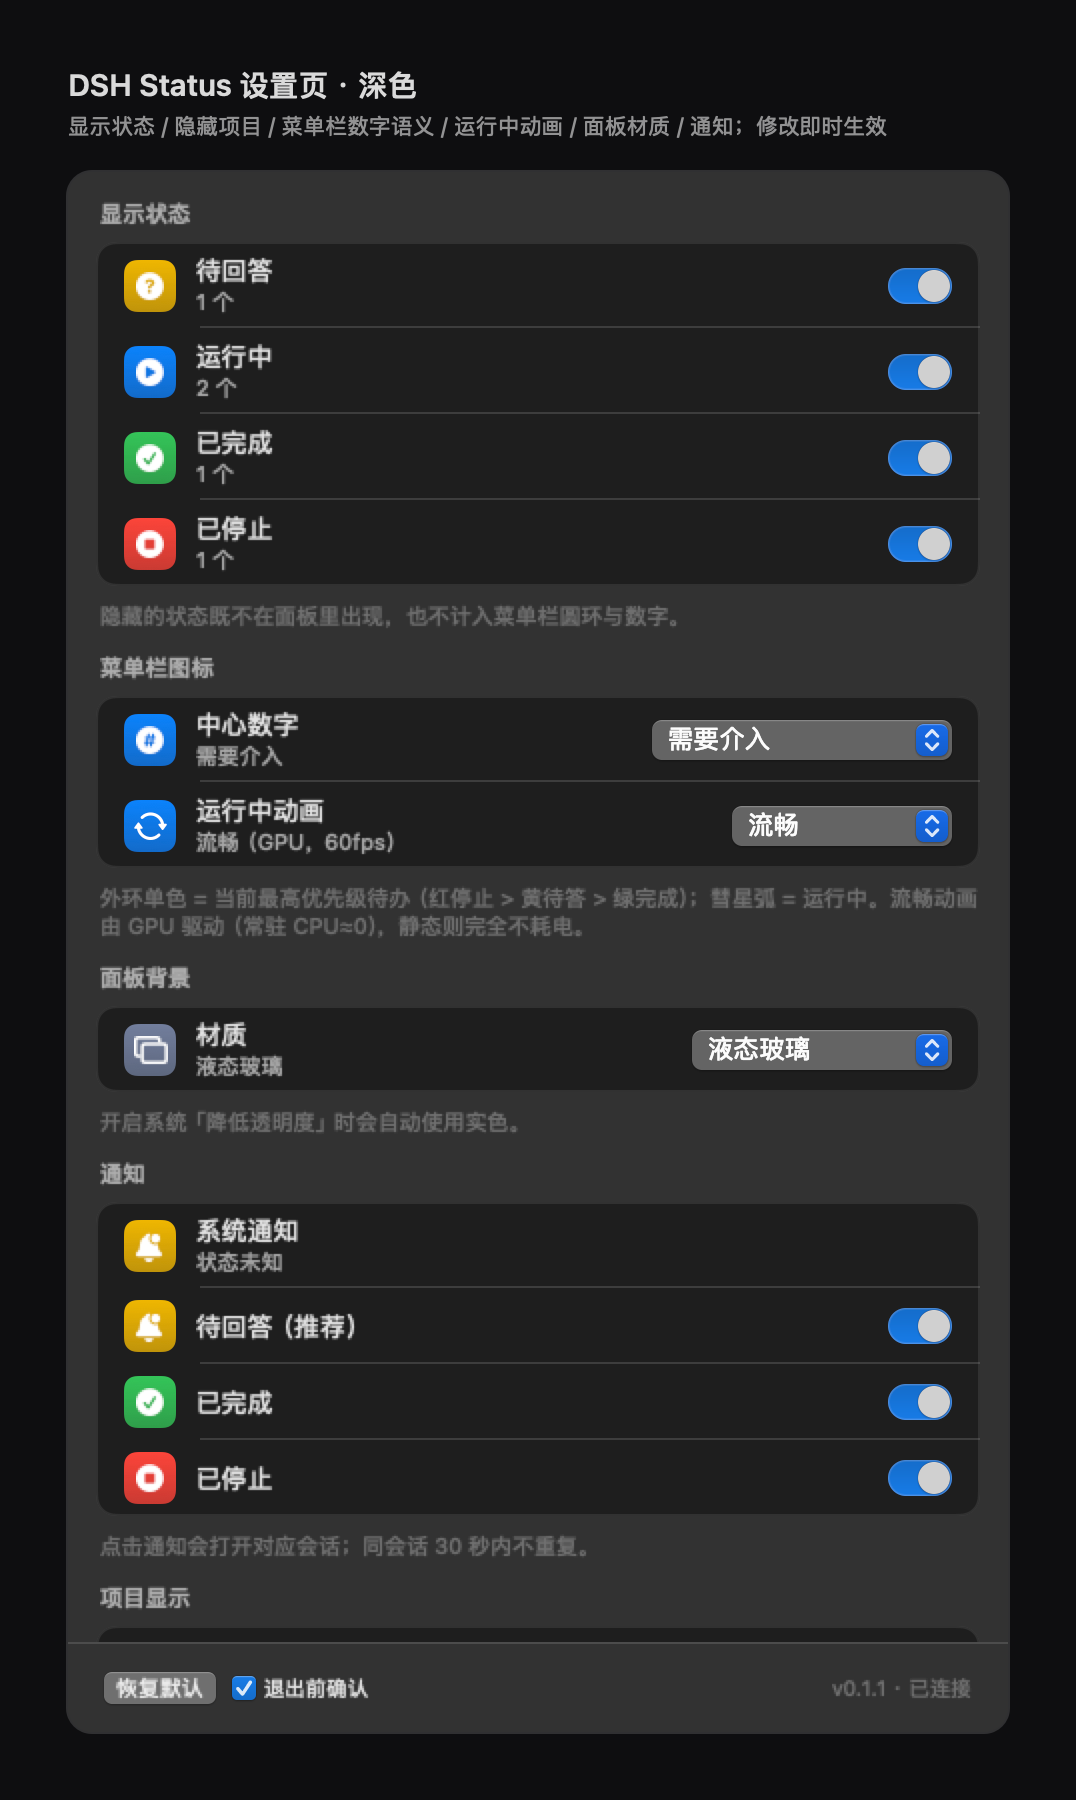 DSH Status 设置页 · 深色
显示状态 / 隐藏项目 / 菜单栏数字语义 / 运行中动画 / 面板材质 / 通知；修改即时生效
显示状态
待回答
1 个
运行中
2 个
已完成
1 个
已停止
1 个
隐藏的状态既不在面板里出现，也不计入菜单栏圆环与数字。
菜单栏图标
中心数字
需要介入
需要介入
运行中动画
流畅（GPU，60fps）
流畅
外环单色 = 当前最高优先级待办（红停止 > 黄待答 > 绿完成）；彗星弧 = 运行中。流畅动画
由 GPU 驱动（常驻 CPU≈0），静态则完全不耗电。
面板背景
材质
液态玻璃
液态玻璃
开启系统「降低透明度」时会自动使用实色。
通知
系统通知
状态未知
待回答（推荐）
已完成
已停止
点击通知会打开对应会话；同会话 30 秒内不重复。
项目显示
恢复默认
退出前确认
v0.1.1 · 已连接